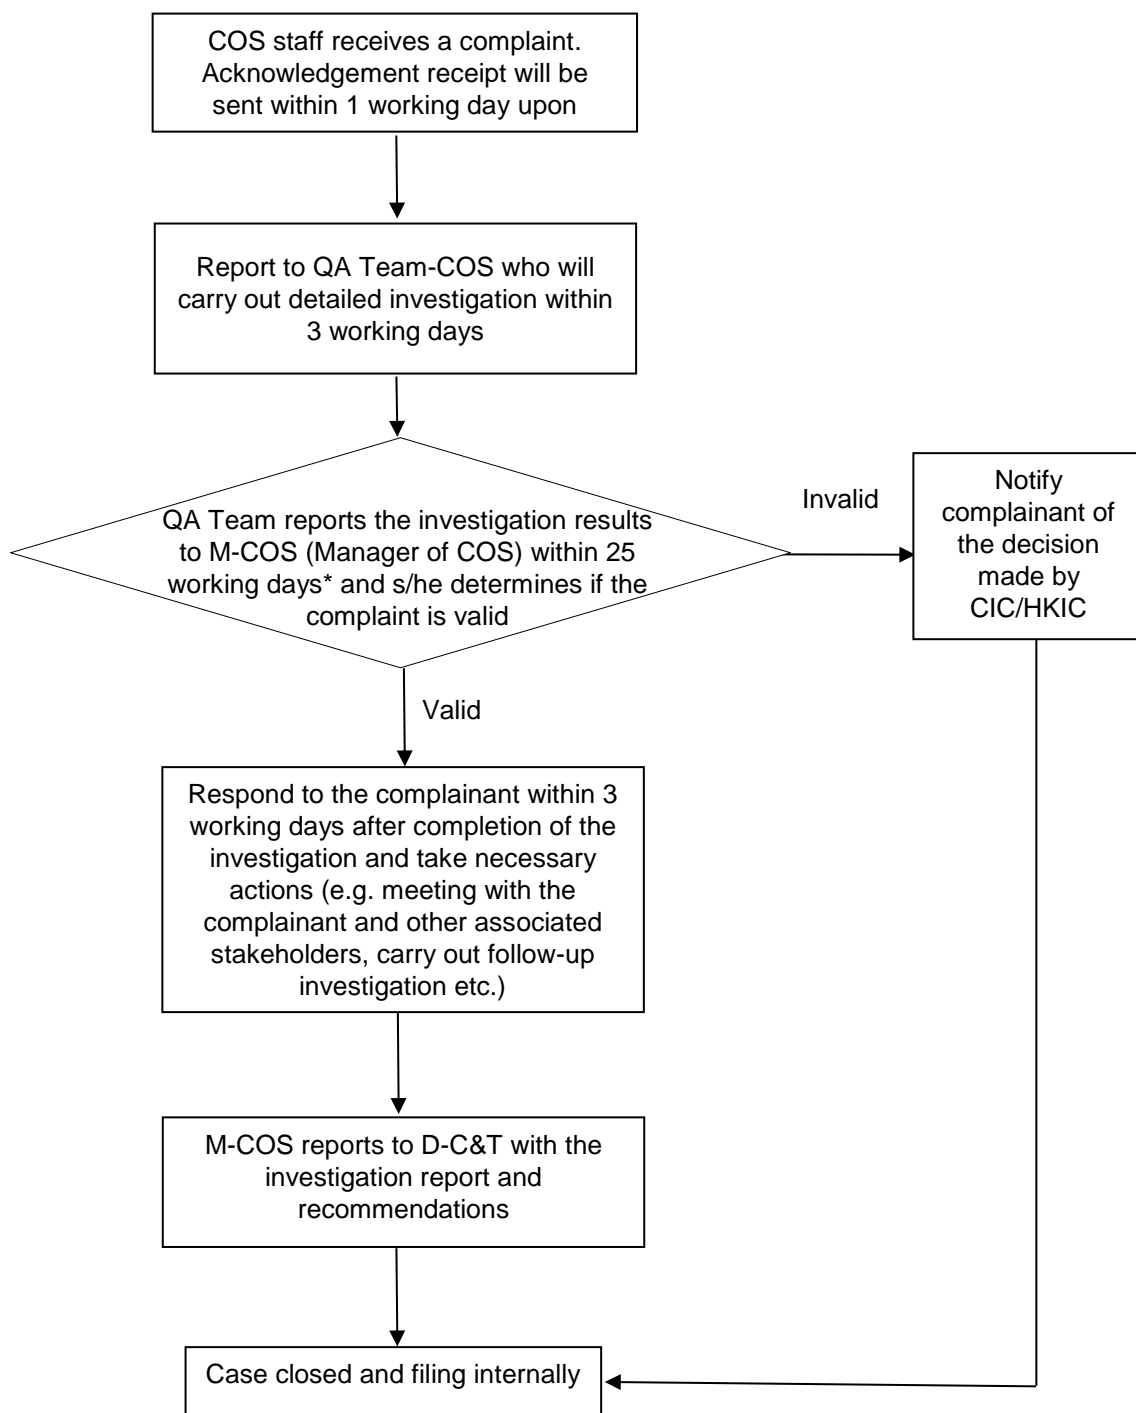 COS staff receives a complaint.
Acknowledgement receipt will be
sent within 1 working day upon
Report to QA Team-COS who will
carry out detailed investigation within
3 working days
QA Team reports the investigation results
to M-COS (Manager of COS) within 25
working days* and s/he determines if the
complaint is valid
Invalid
Notify
complainant of
the decision
made by
CIC/HKIC
Valid
Respond to the complainant within 3
working days after completion of the
investigation and take necessary
actions (e.g. meeting with the
complainant and other associated
stakeholders, carry out follow-up
investigation etc.)
M-COS reports to D-C&T with the
investigation report and
recommendations
Case closed and filing internally